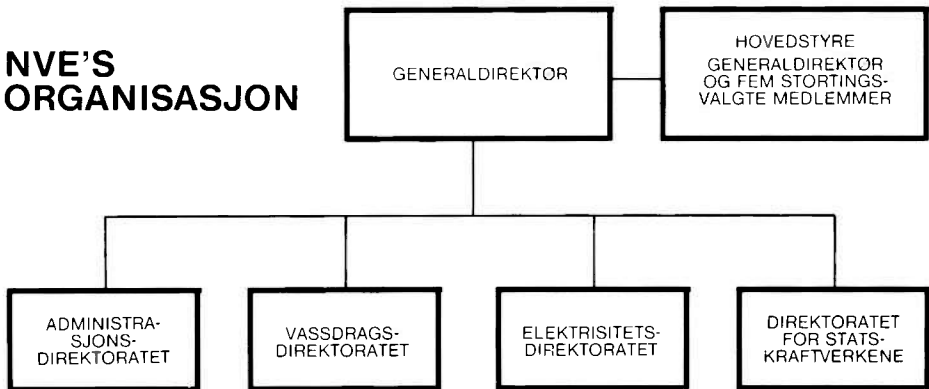 NVE'S
ORGANISASJON
GENERALDIREKTØR
HOVEDSTYRE
GENERALDIREKTØR
OG FEM STORTINGS-
VALGTE MEDLEMMER
ADMINISTRA-
SJONS-
DIREKTORATET
VASSDRAGS-
DIREKTORATET
ELEKTRISITETS-
DIREKTORATET
DIREKTORATET
FOR STATS-
KRAFTVERKENE